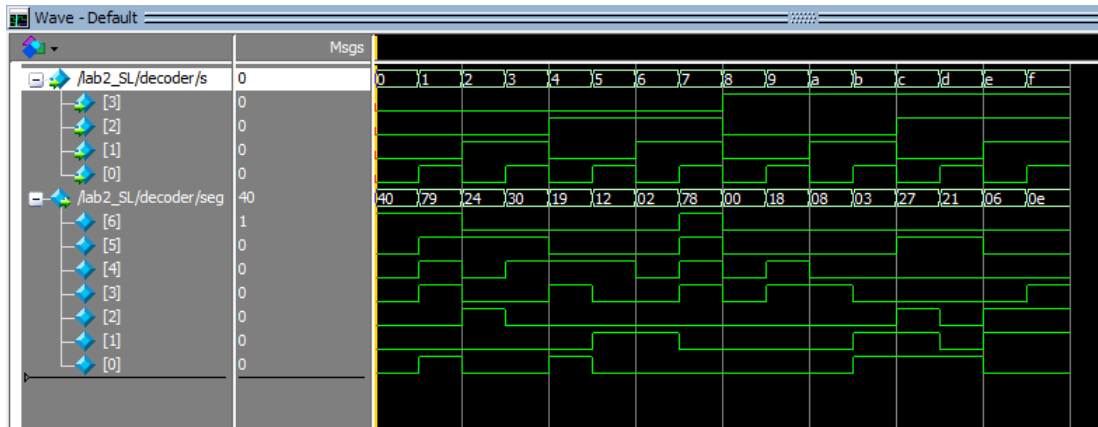 Wave - Default
Msgs
/lab2_SL/decoder/s 0 0 1 2 3 4 5 6 7 8 9 a b c d e f
[3] 0
[2] 0
[1] 0
[0] 0
/lab2_SL/decoder/seg 40 40 79 24 30 19 12 02 78 00 18 08 03 27 21 06 0e
[6] 1
[5] 0
[4] 0
[3] 0
[2] 0
[1] 0
[0] 0